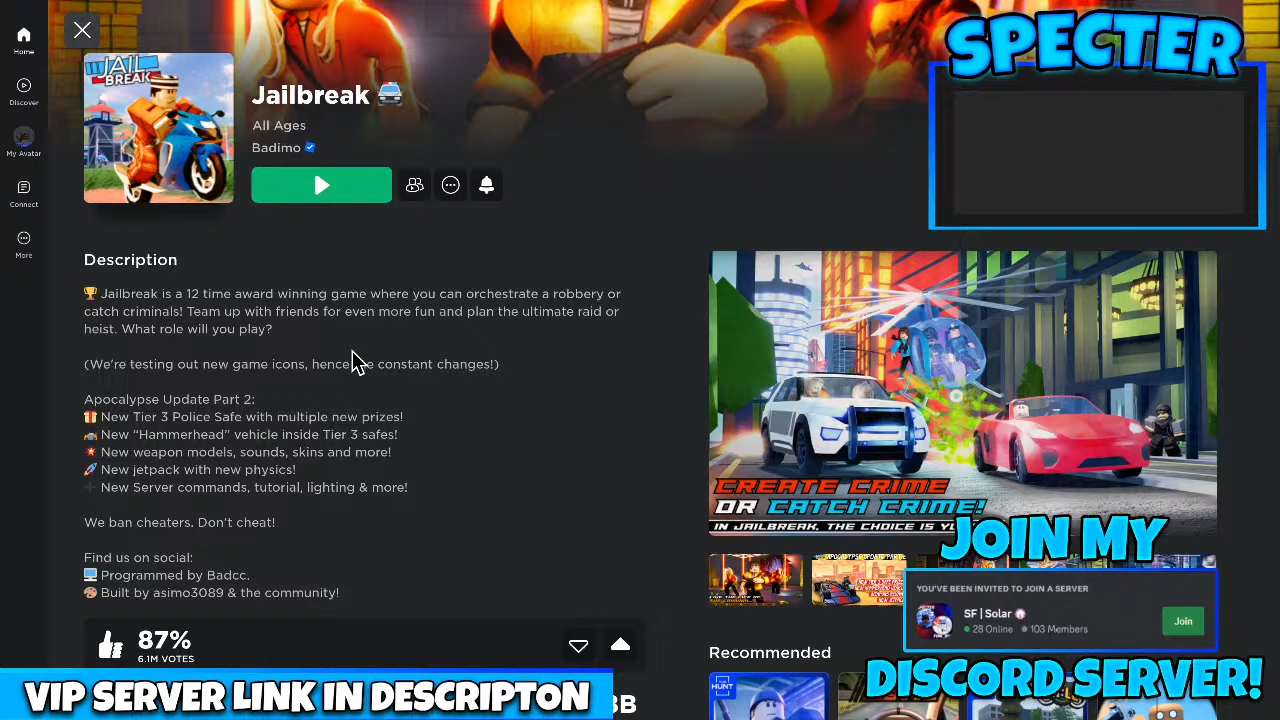 SPECTER
Home
Discover
My Avatar
Connect
More
JAIL
BREAK
Jailbreak
All Ages
Badimo
Description
Jailbreak is a 12 time award winning game where you can orchestrate a robbery or
catch criminals! Team up with friends for even more fun and plan the ultimate raid or
heist. What role will you play?
(We're testing out new game icons, hence constant changes!)
Apocalypse Update Part 2:
New Tier 3 Police Safe with multiple new prizes!
New “Hammerhead” vehicle inside Tier 3 safes!
New weapon models, sounds, skins and more!
New jetpack with new physics!
New Server commands, tutorial, lighting & more!
We ban cheaters. Don't cheat!
Find us on social:
Programmed by Badcc.
Built by asimo3089 & the community!
87%
6.1M VOTES
VIP SERVER LINK IN DESCRIPTON
CREATE CRIME
OR CATCH CRIME!
IN JAILBREAK, THE CHOICE IS
JOIN MY
YOU'VE BEEN INVITED TO JOIN A SERVER
SF | Solar
28 Online 103 Members
Join
DISCORD SERVER!
Recommended
HUNT